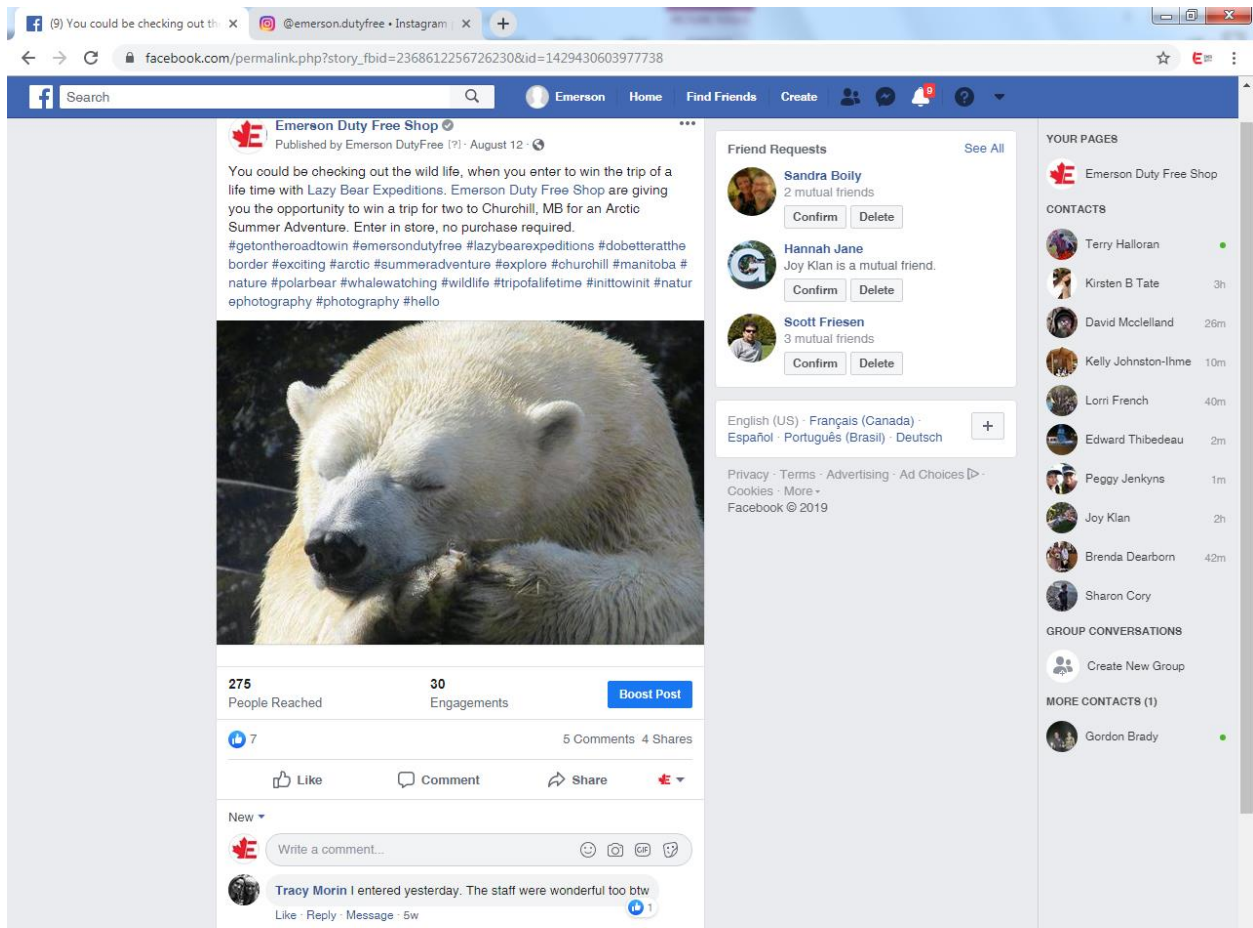 (9) You could be checking out th
@emerson.dutyfree • Instagram
facebook.com/permalink.php?story_fbid=2368612256726230&id=1429430603977738
Search
Emerson
Home
Find Friends
Create
9
Emerson Duty Free Shop
Published by Emerson DutyFree [?] · August 12 ·
You could be checking out the wild life, when you enter to win the trip of a
life time with Lazy Bear Expeditions. Emerson Duty Free Shop are giving
you the opportunity to win a trip for two to Churchill, MB for an Arctic
Summer Adventure. Enter in store, no purchase required.
#getontheroadtowin #emersondutyfree #lazybearexpeditions #dobetteratthe
border #exciting #arctic #summeradventure #explore #churchill #manitoba #
nature #polarbear #whalewatching #wildlife #tripofalifetime #inittowinit #natur
ephotography #photography #hello
275
People Reached
30
Engagements
Boost Post
7
5 Comments 4 Shares
Like
Comment
Share
New
Write a comment...
GIF
Tracy Morin I entered yesterday. The staff were wonderful too btw
1
Like · Reply · Message · 5w
Friend Requests
See All
Sandra Boily
2 mutual friends
Confirm Delete
Hannah Jane
Joy Klan is a mutual friend.
Confirm Delete
Scott Friesen
3 mutual friends
Confirm Delete
English (US) · Français (Canada) ·
Español · Português (Brasil) · Deutsch
Privacy · Terms · Advertising · Ad Choices ·
Cookies · More
Facebook © 2019
YOUR PAGES
Emerson Duty Free Shop
CONTACTS
Terry Halloran
Kirsten B Tate 3h
David Mcclelland 26m
Kelly Johnston-Ihme 10m
Lorri French 40m
Edward Thibedeau 2m
Peggy Jenkyns 1m
Joy Klan 2h
Brenda Dearborn 42m
Sharon Cory
GROUP CONVERSATIONS
Create New Group
MORE CONTACTS (1)
Gordon Brady